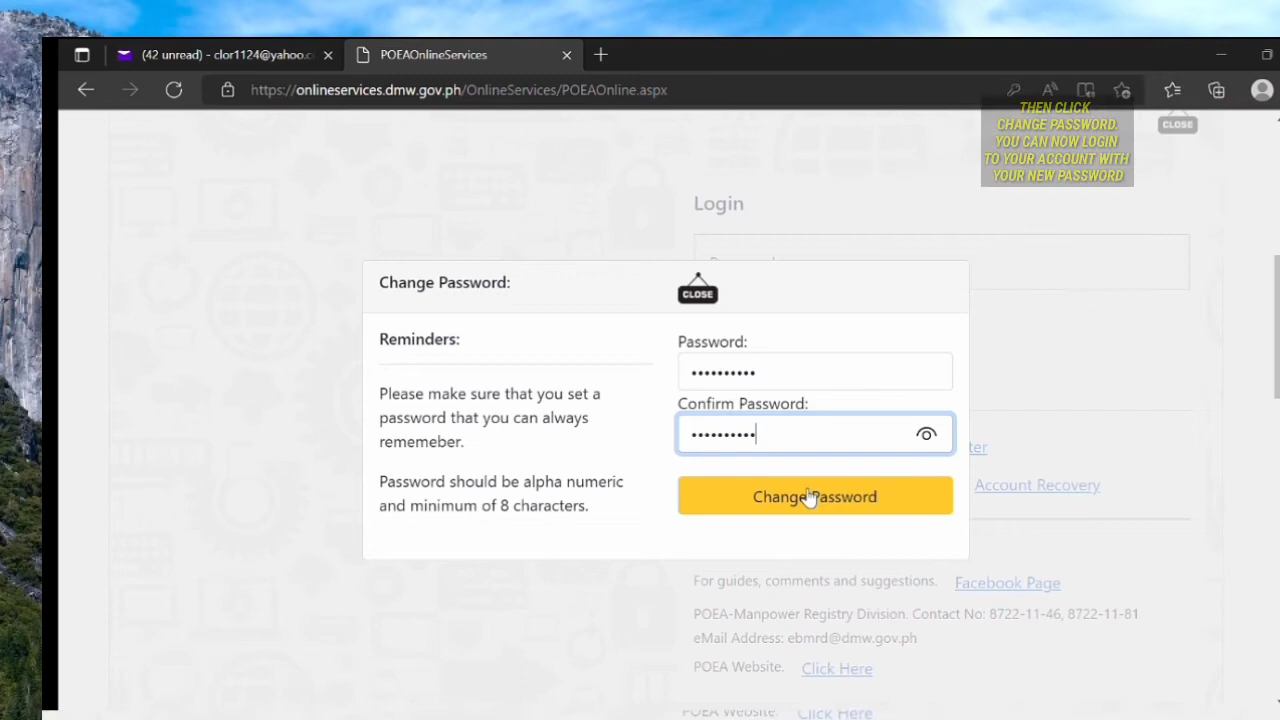 (42 unread) - clor1124@yahoo.c
POEAOnlineServices
https://onlineservices.dmw.gov.ph/OnlineServices/POEAOnline.aspx
THEN CLICK
CHANGE PASSWORD.
YOU CAN NOW LOGIN
TO YOUR ACCOUNT WITH
YOUR NEW PASSWORD
CLOSE
Login
Change Password:
CLOSE
Reminders:
Please make sure that you set a
password that you can always
rememeber.
Password should be alpha numeric
and minimum of 8 characters.
Password:
••••••••••
Confirm Password:
••••••••••
Change Password
Account Recovery
For guides, comments and suggestions. Facebook Page
POEA-Manpower Registry Division. Contact No: 8722-11-46, 8722-11-81
eMail Address: ebmrd@dmw.gov.ph
POEA Website. Click Here
POEA Website. Click Here